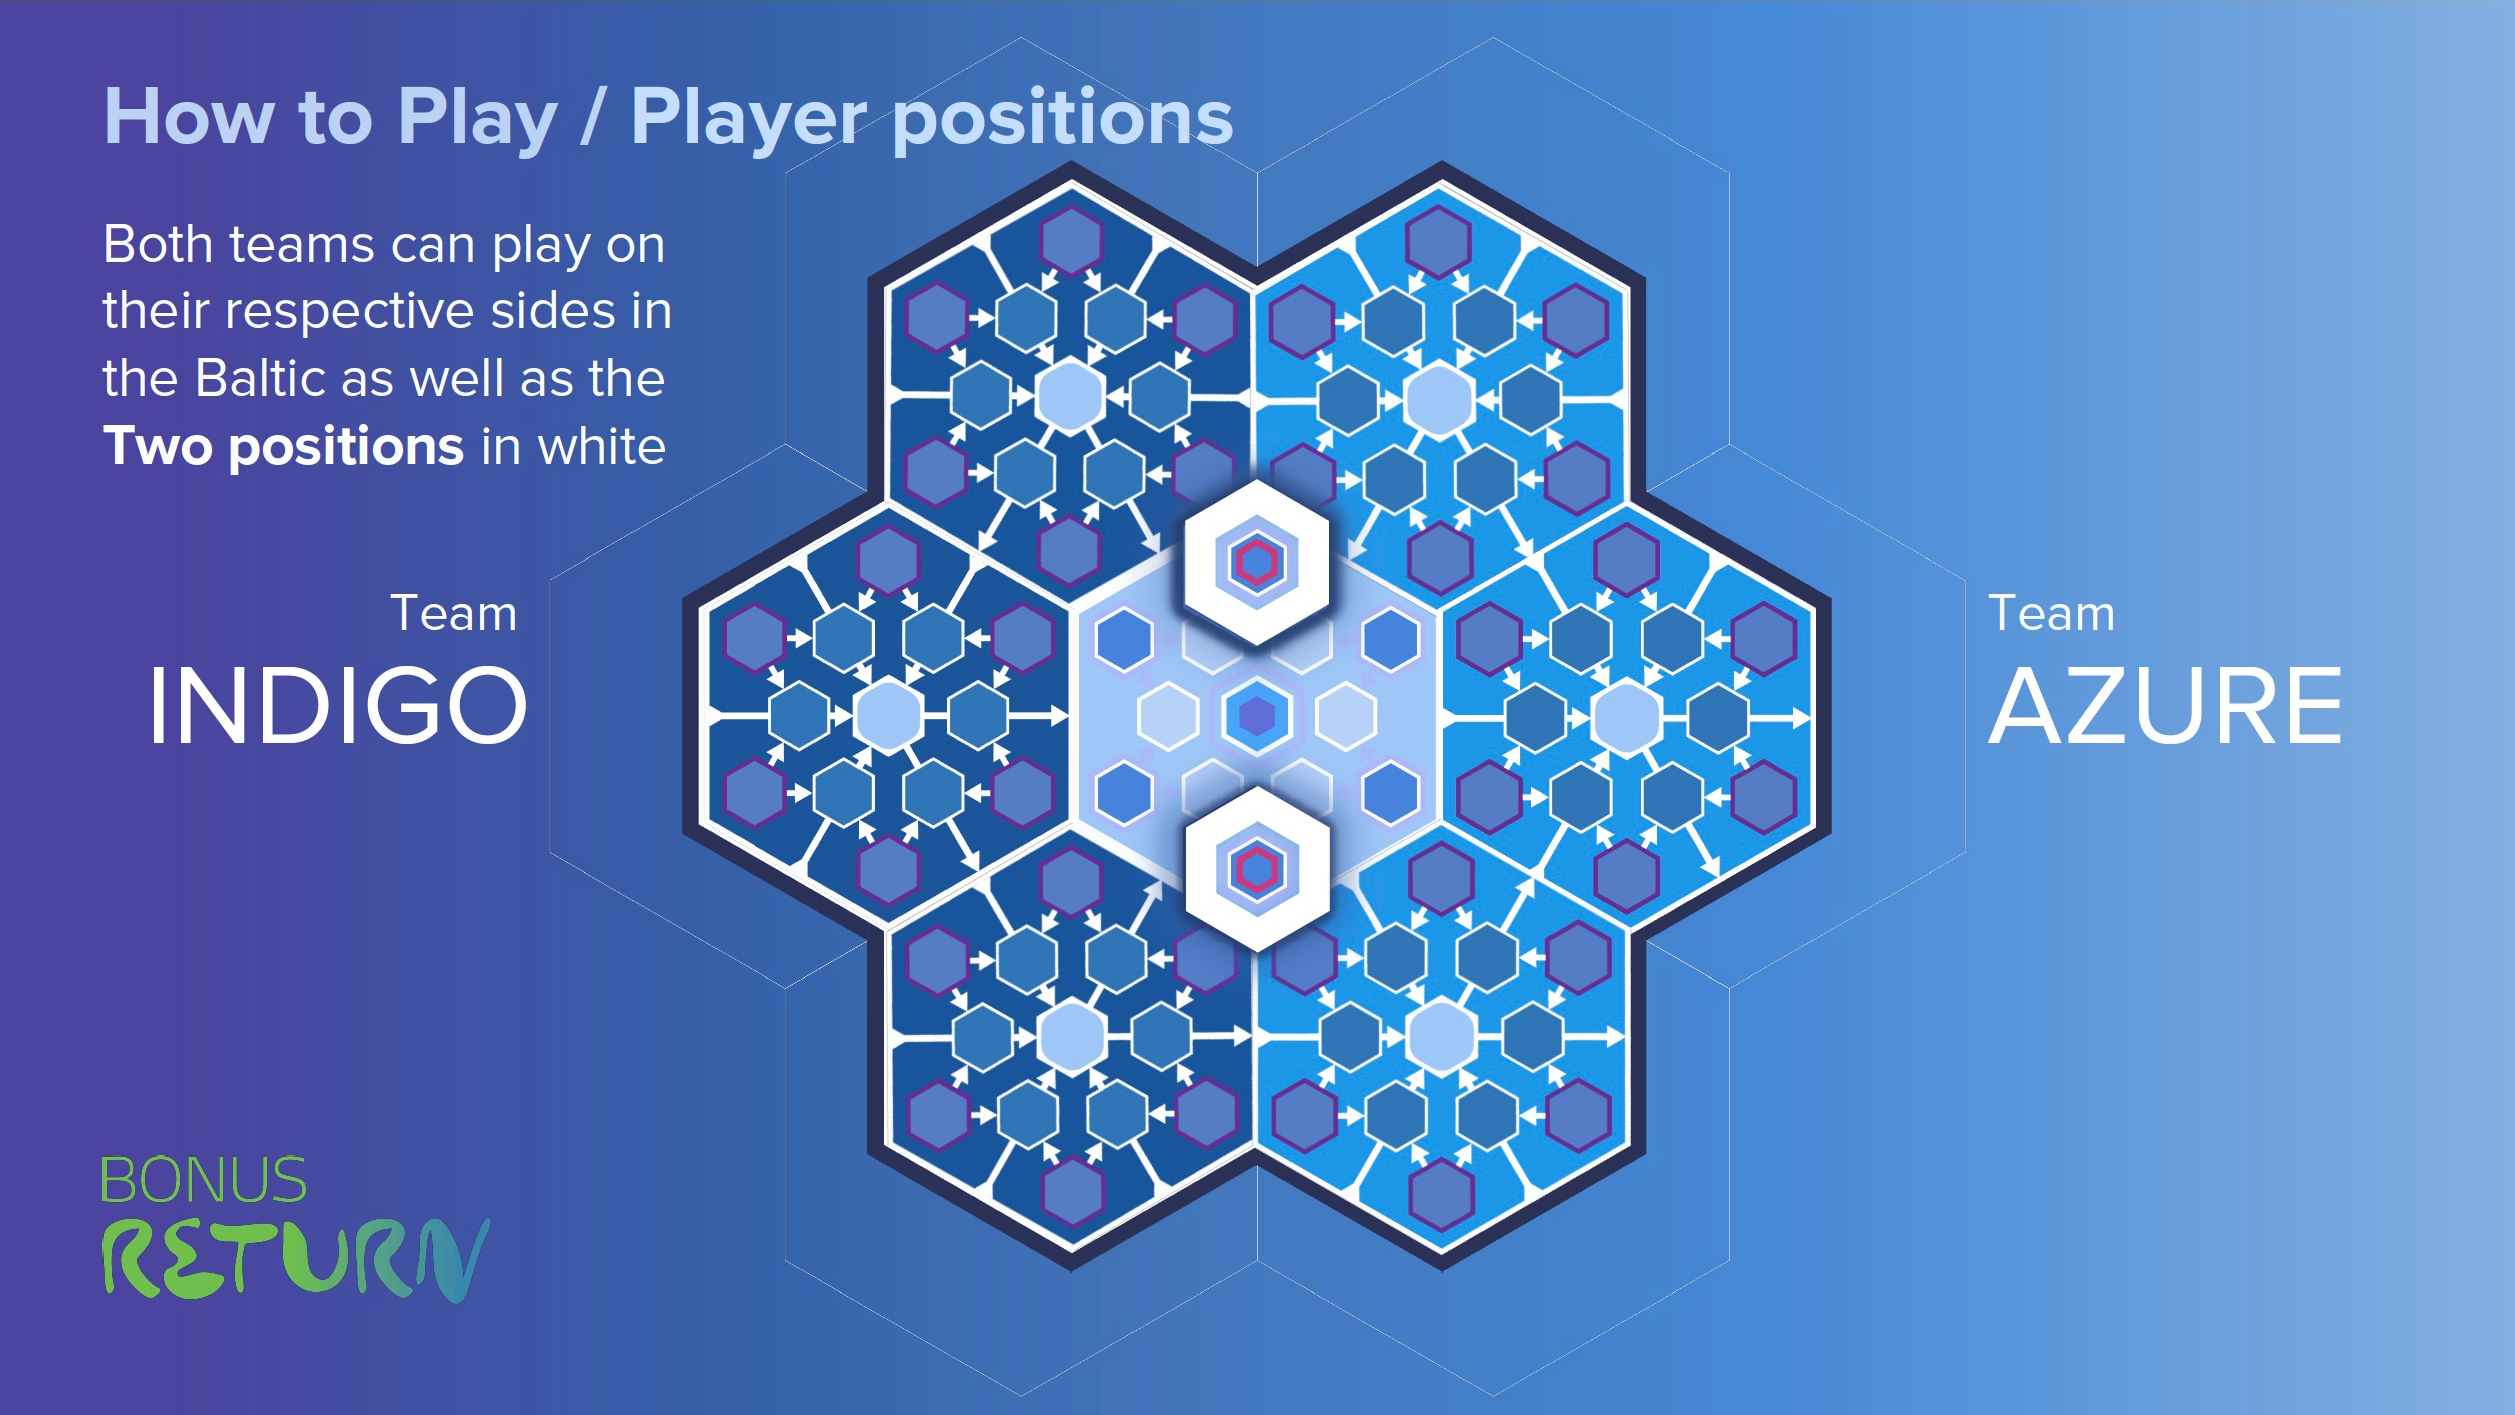 How to Play / Player positions
Both teams can play on
their respective sides in
the Baltic as well as the
Two positions in white
Team
INDIGO
Team
AZURE
BONUS
RETURN